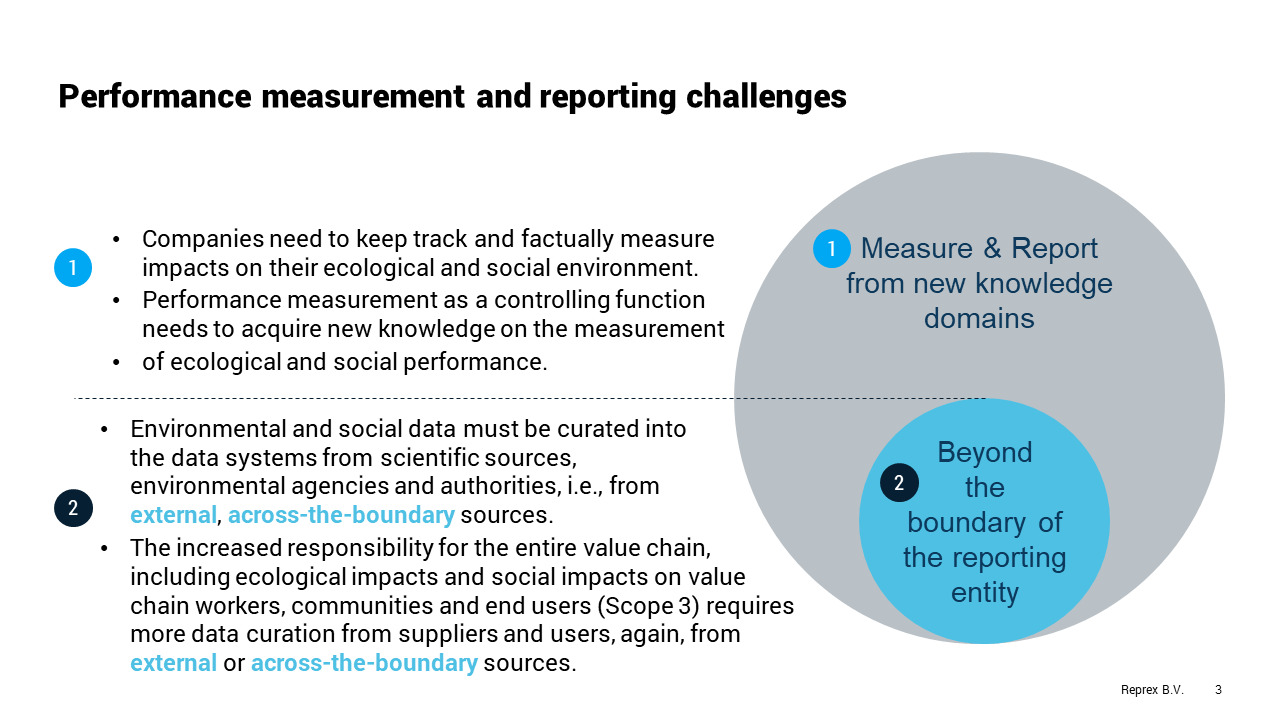 Performance measurement and reporting challenges
1
• Companies need to keep track and factually measure
impacts on their ecological and social environment.
• Performance measurement as a controlling function
needs to acquire new knowledge on the measurement
• of ecological and social performance.
2
• Environmental and social data must be curated into
the data systems from scientific sources,
environmental agencies and authorities, i.e., from
external, across-the-boundary sources.
• The increased responsibility for the entire value chain,
including ecological impacts and social impacts on value
chain workers, communities and end users (Scope 3) requires
more data curation from suppliers and users, again, from
external or across-the-boundary sources.
1
Measure & Report
from new knowledge
domains
2
Beyond
the
boundary of
the reporting
entity
Reprex B.V. 3